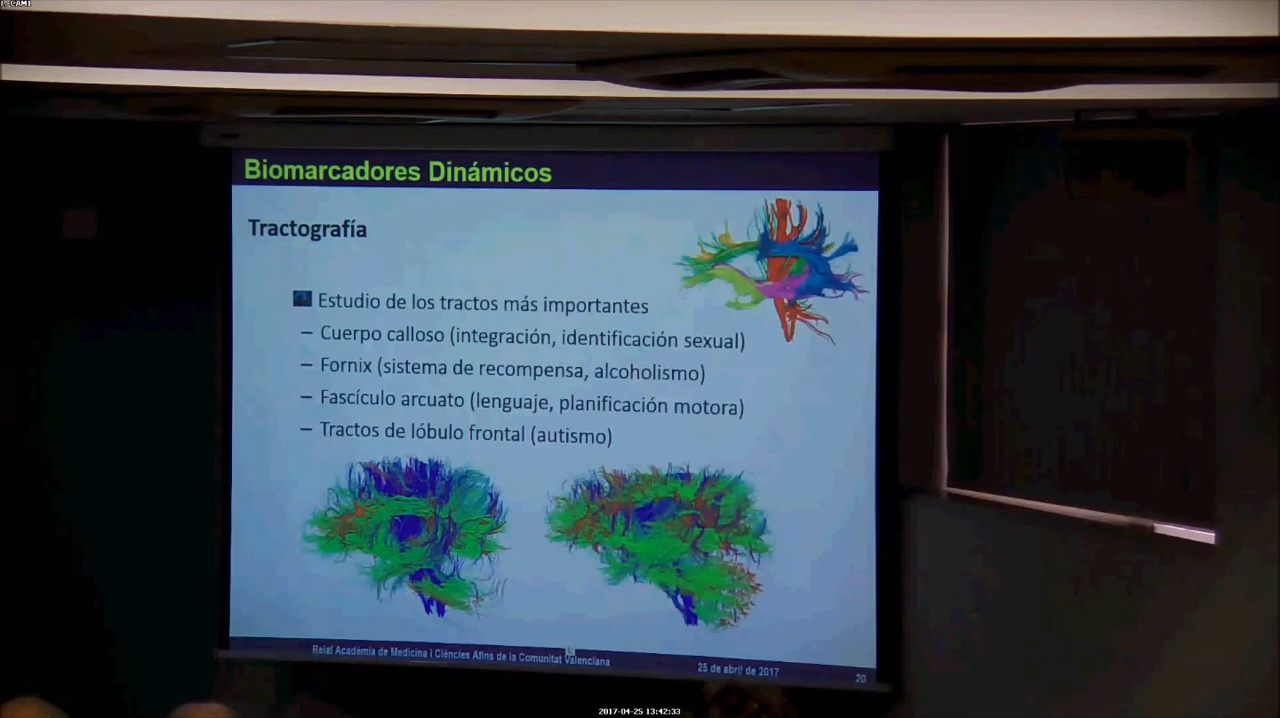 CAM1
Biomarcadores Dinámicos
Tractografía
Estudio de los tractos más importantes
– Cuerpo calloso (integración, identificación sexual)
– Fornix (sistema de recompensa, alcoholismo)
– Fascículo arcuato (lenguaje, planificación motora)
– Tractos de lóbulo frontal (autismo)
Reial Acadèmia de Medicina i Ciències Afins de la Comunitat Valenciana
25 de abril de 2017
20
2017-04-25 13:42:33